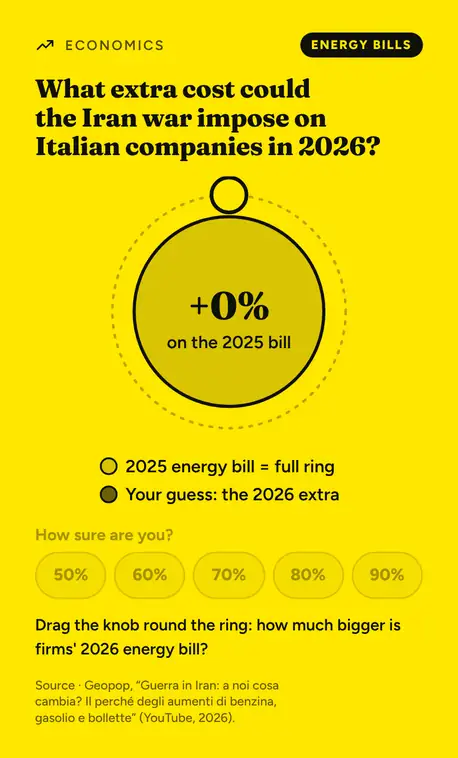 ECONOMICS
ENERGY BILLS
What extra cost could
the Iran war impose on
Italian companies in 2026?
+0%
on the 2025 bill
2025 energy bill = full ring
Your guess: the 2026 extra
How sure are you?
50% 60% 70% 80% 90%
Drag the knob round the ring: how much bigger is
firms' 2026 energy bill?
Source · Geopop, “Guerra in Iran: a noi cosa
cambia? Il perché degli aumenti di benzina,
gasolio e bollette” (YouTube, 2026).